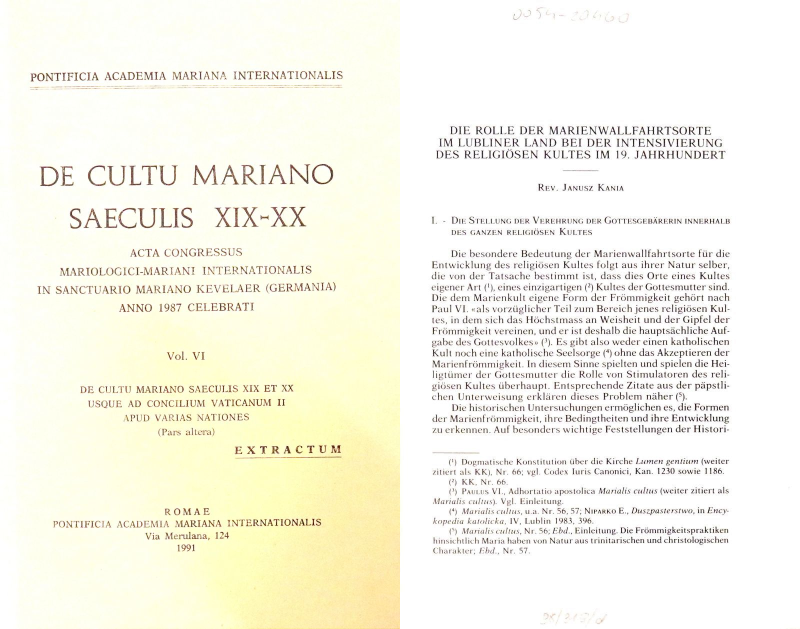 PONTIFICIA ACADEMIA MARIANA INTERNATIONALIS
DE CULTU MARIANO
SAECULIS XIX-XX
ACTA CONGRESSUS
MARIOLOGICI-MARIANI INTERNATIONALIS
IN SANCTUARIO MARIANO KEVELAER (GERMANIA)
ANNO 1987 CELEBRATI
Vol. VI
DE CULTU MARIANO SAECULIS XIX ET XX
USQUE AD CONCILIUM VATICANUM II
APUD VARIAS NATIONES
(Pars altera)
EXTRACTUM
ROMAE
PONTIFICIA ACADEMIA MARIANA INTERNATIONALIS
Via Merulana, 124
1991
DIE ROLLE DER MARIENWALLFAHRTSORTE
IM LUBLINER LAND BEI DER INTENSIVIERUNG
DES RELIGIÖSEN KULTES IM 19. JAHRHUNDERT
REV. JANUSZ KANIA
I. - DIE STELLUNG DER VEREHRUNG DER GOTTESGEBÄRERIN INNERHALB
DES GANZEN RELIGIÖSEN KULTES
Die besondere Bedeutung der Marienwallfahrtsorte für die
Entwicklung des religiösen Kultes folgt aus ihrer Natur selber,
die von der Tatsache bestimmt ist, dass dies Orte eines Kultes
eigener Art (¹), eines einzigartigen (²) Kultes der Gottesmutter sind.
Die dem Marienkult eigene Form der Frömmigkeit gehört nach
Paul VI. «als vorzüglicher Teil zum Bereich jenes religiösen Kul-
tes, in dem sich das Höchstmass an Weisheit und der Gipfel der
Frömmigkeit vereinen, und er ist deshalb die hauptsächliche Auf-
gabe des Gottesvolkes» (³). Es gibt also weder einen katholischen
Kult noch eine katholische Seelsorge (⁴) ohne das Akzeptieren der
Marienfrömmigkeit. In diesem Sinne spielten und spielen die Hei-
ligtümer der Gottesmutter die Rolle von Stimulatoren des reli-
giösen Kultes überhaupt. Entsprechende Zitate aus der päpstli-
chen Unterweisung erklären dieses Problem näher (⁵).
Die historischen Untersuchungen ermöglichen es, die Formen
der Marienfrömmigkeit, ihre Bedingtheiten und ihre Entwicklung
zu erkennen. Auf besonders wichtige Feststellungen der Histori-
(¹) Dogmatische Konstitution über die Kirche Lumen gentium (weiter
zitiert als KK), Nr. 66; vgl. Codex Iuris Canonici, Kan. 1230 sowie 1186.
(²) KK, Nr. 66.
(³) PAULUS VI., Adhortatio apostolica Marialis cultus (weiter zitiert als
Marialis cultus). Vgl. Einleitung.
(⁴) Marialis cultus, u.a. Nr. 56, 57; NIPARKO E., Duszpasterstwo, in Ency-
kopedia katolicka, IV, Lublin 1983, 396.
(⁵) Marialis cultus, Nr. 56; Ebd., Einleitung. Die Frömmigkeitspraktiken
hinsichtlich Maria haben von Natur aus trinitarischen und christologischen
Charakter; Ebd., Nr. 57.